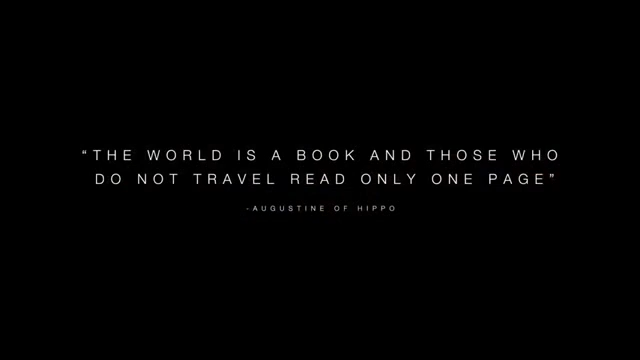 “THE WORLD IS A BOOK AND THOSE WHO
DO NOT TRAVEL READ ONLY ONE PAGE”
-AUGUSTINE OF HIPPO